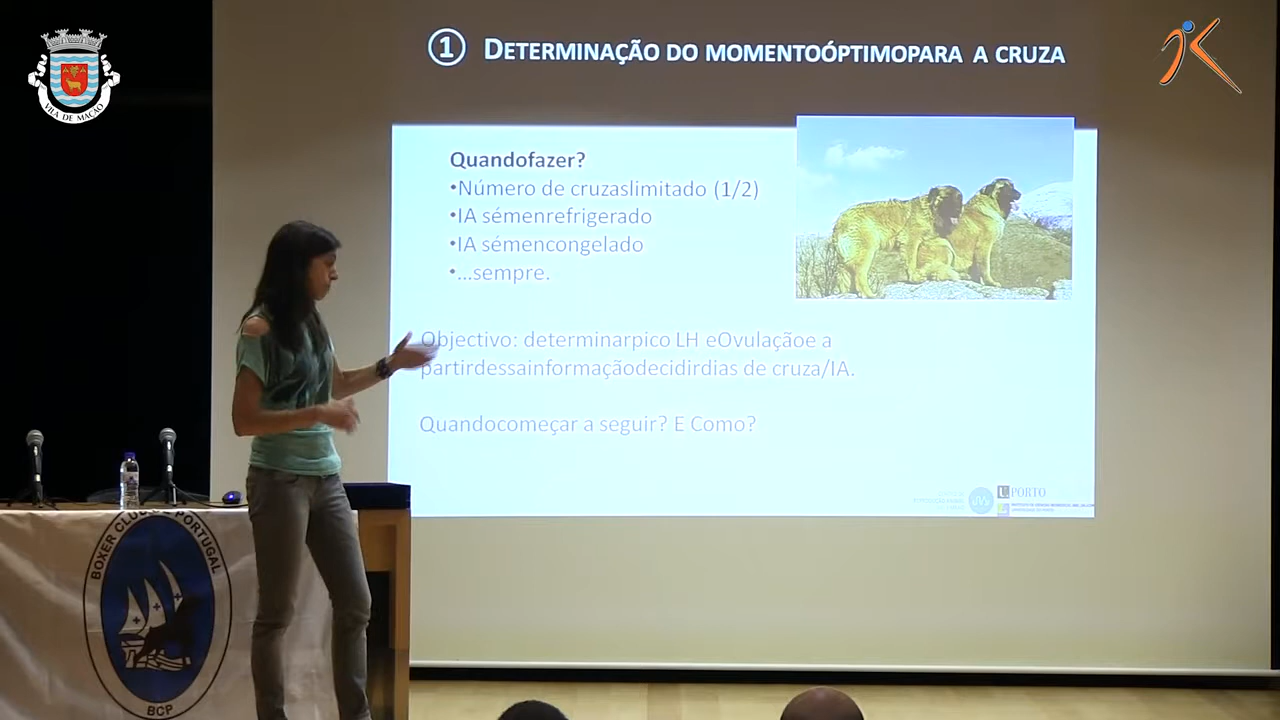 ① DETERMINAÇÃO DO MOMENTOÓPTIMOPARA A CRUZA
VILA DE MAÇÃO
Quandofazer?
•Número de cruzaslimitado (1/2)
•IA sémenrefrigerado
•IA sémencongelado
•...sempre.
Objectivo: determinarpico LH eOvulaçãoe a
partirdessainformaçãodecidirdias de cruza/IA.
Quandocomeçar a seguir? E Como?
U.PORTO
BOXER CLUBE DE PORTUGAL
BCP